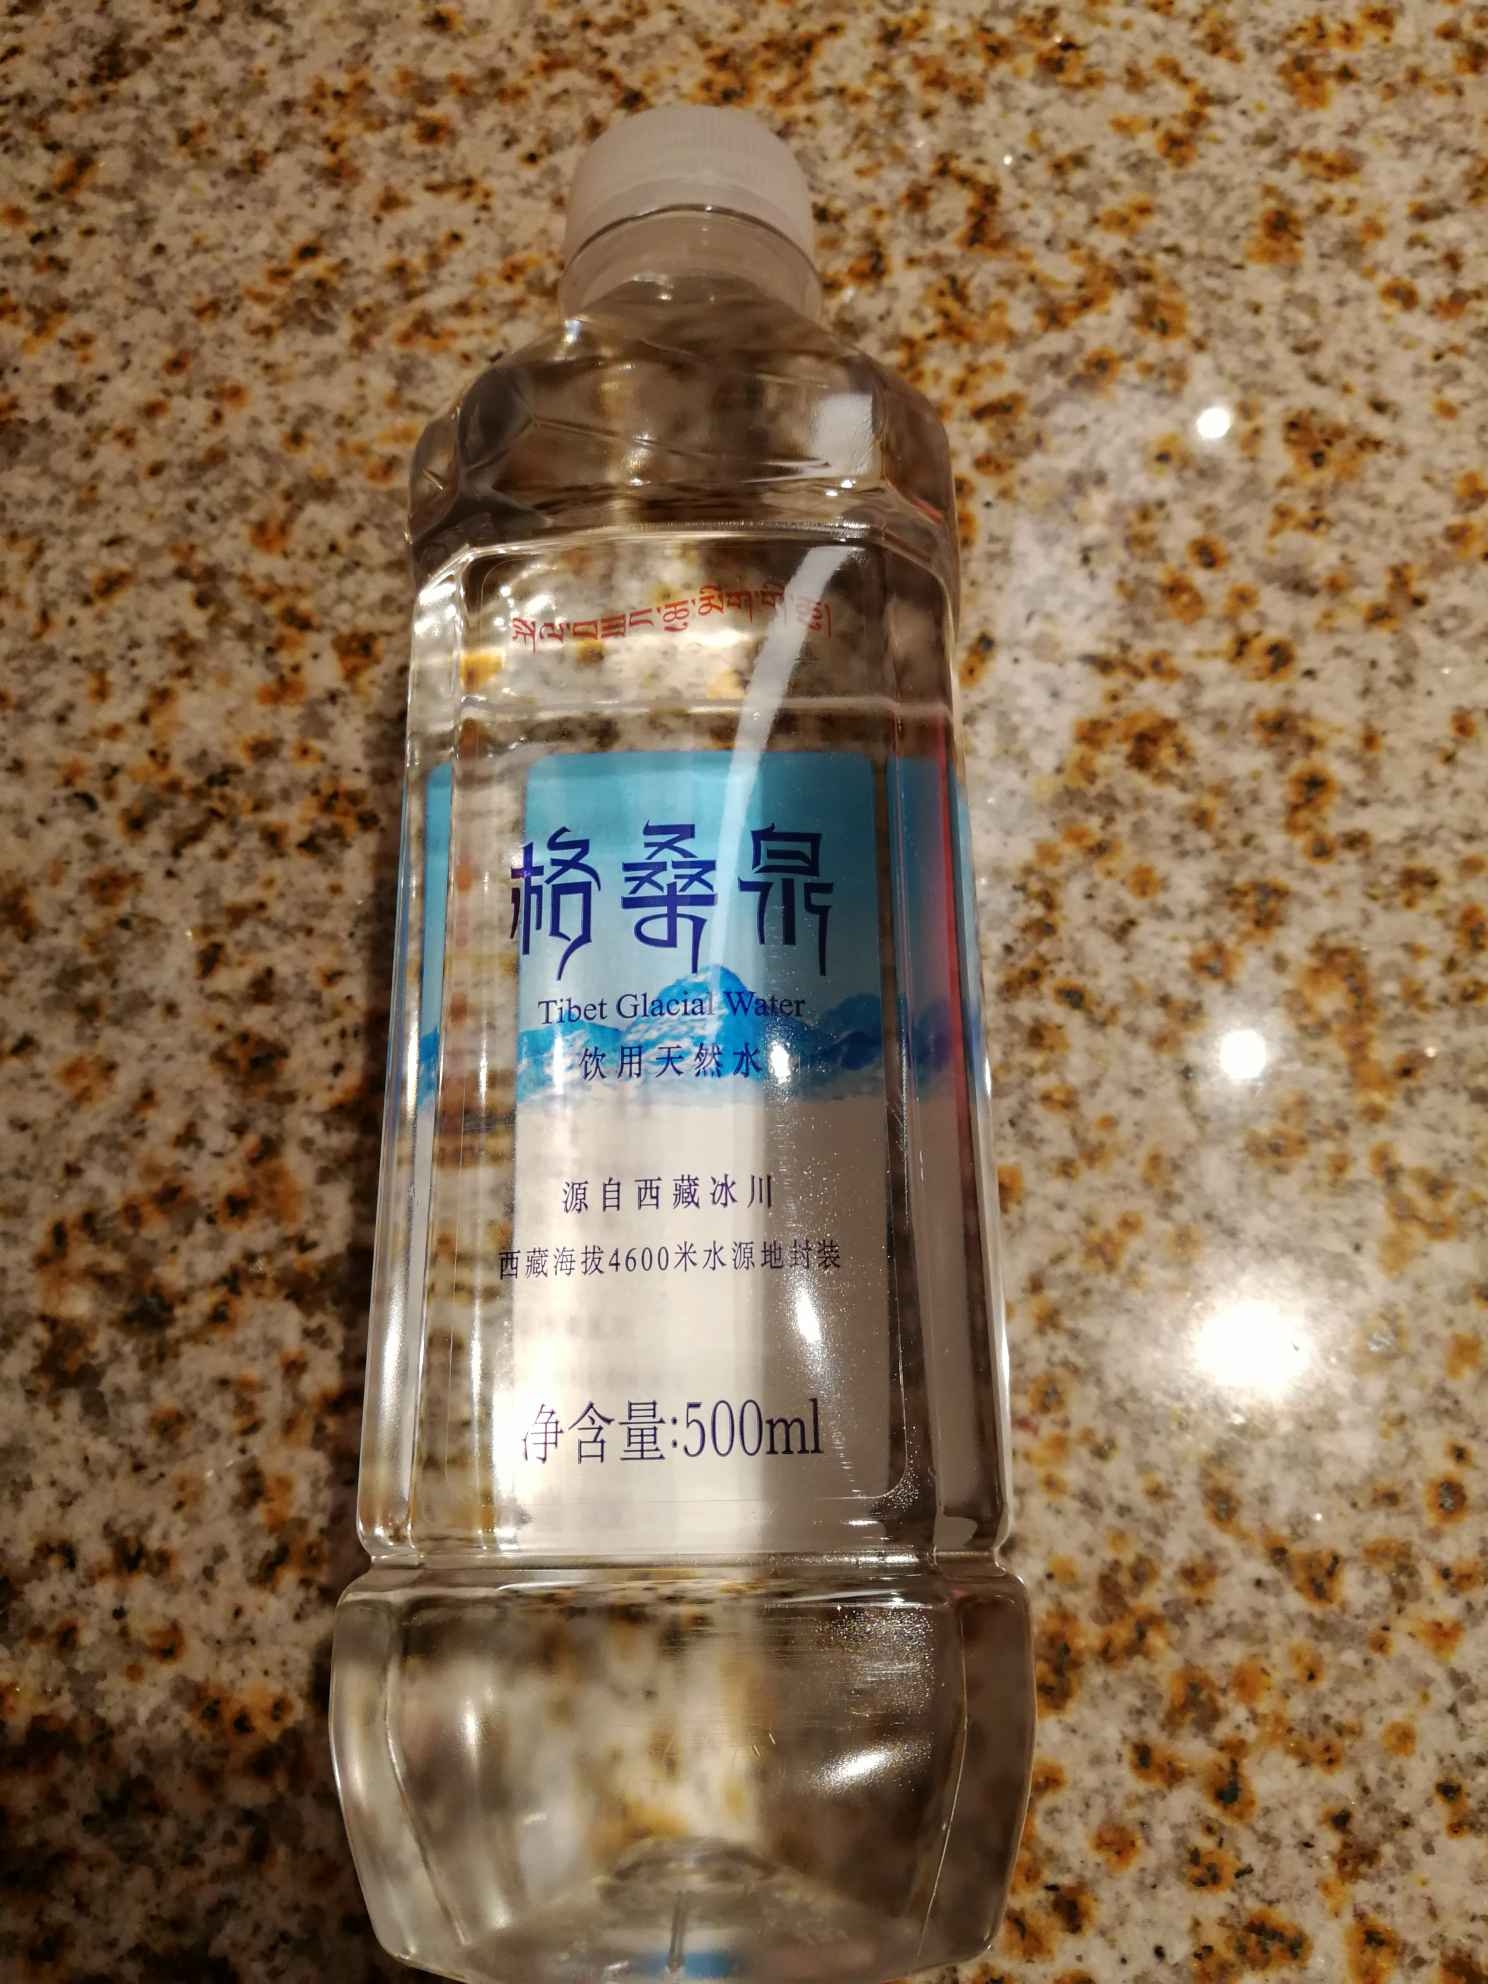 格桑泉
Tibet Glacial Water
饮用天然水
源自西藏冰川
西藏海拔4600米水源地封装
净含量:500ml